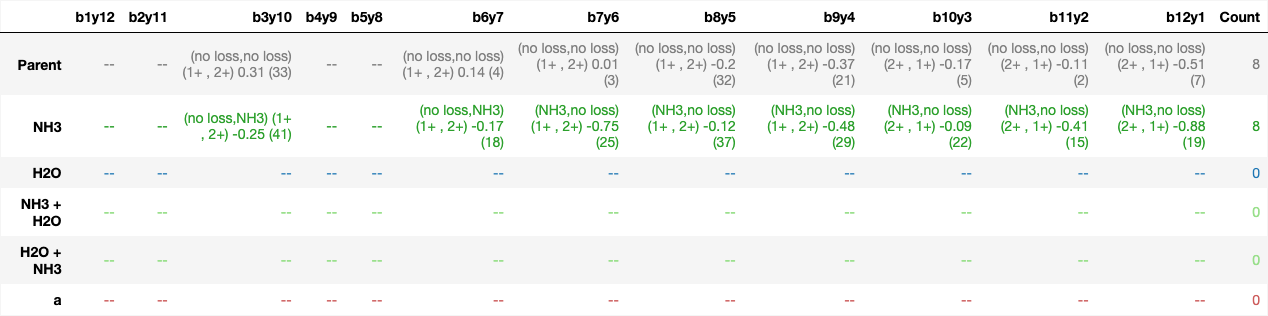 b1y12 b2y11 b3y10 b4y9 b5y8 b6y7 b7y6 b8y5 b9y4 b10y3 b11y2 b12y1 Count
Parent -- -- (no loss,no loss) (1+ , 2+) 0.31 (33) -- -- (no loss,no loss) (1+ , 2+) 0.14 (4) (no loss,no loss) (1+ , 2+) 0.01 (3) (no loss,no loss) (1+ , 2+) -0.2 (32) (no loss,no loss) (1+ , 2+) -0.37 (21) (no loss,no loss) (2+ , 1+) -0.17 (5) (no loss,no loss) (2+ , 1+) -0.11 (2) (no loss,no loss) (2+ , 1+) -0.51 (7) 8
NH3 -- -- (no loss,NH3) (1+ , 2+) -0.25 (41) -- -- (no loss,NH3) (1+ , 2+) -0.17 (18) (NH3,no loss) (1+ , 2+) -0.75 (25) (NH3,no loss) (1+ , 2+) -0.12 (37) (NH3,no loss) (1+ , 2+) -0.48 (29) (NH3,no loss) (2+ , 1+) -0.09 (22) (NH3,no loss) (2+ , 1+) -0.41 (15) (NH3,no loss) (2+ , 1+) -0.88 (19) 8
H2O -- -- -- -- -- -- -- -- -- -- -- -- 0
NH3 + H2O -- -- -- -- -- -- -- -- -- -- -- -- 0
H2O + NH3 -- -- -- -- -- -- -- -- -- -- -- -- 0
a -- -- -- -- -- -- -- -- -- -- -- -- 0